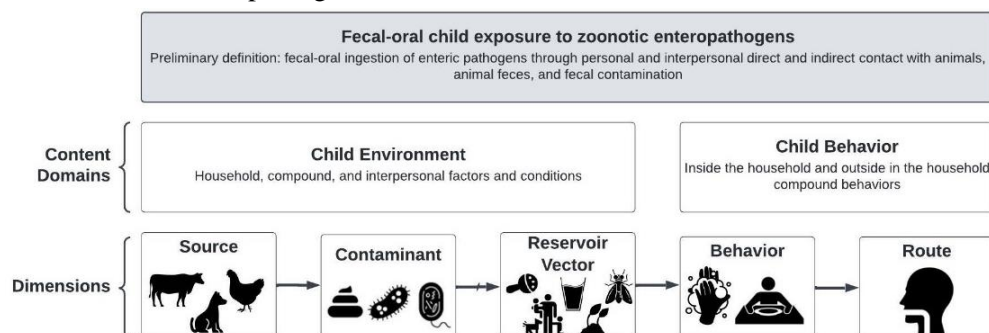 Fecal-oral child exposure to zoonotic enteropathogens
Preliminary definition: fecal-oral ingestion of enteric pathogens through personal and interpersonal direct and indirect contact with animals,
animal feces, and fecal contamination
Content
Domains
Child Environment
Household, compound, and interpersonal factors and conditions
Child Behavior
Inside the household and outside in the household
compound behaviors
Dimensions
Source
Contaminant
Reservoir
Vector
Behavior
Route